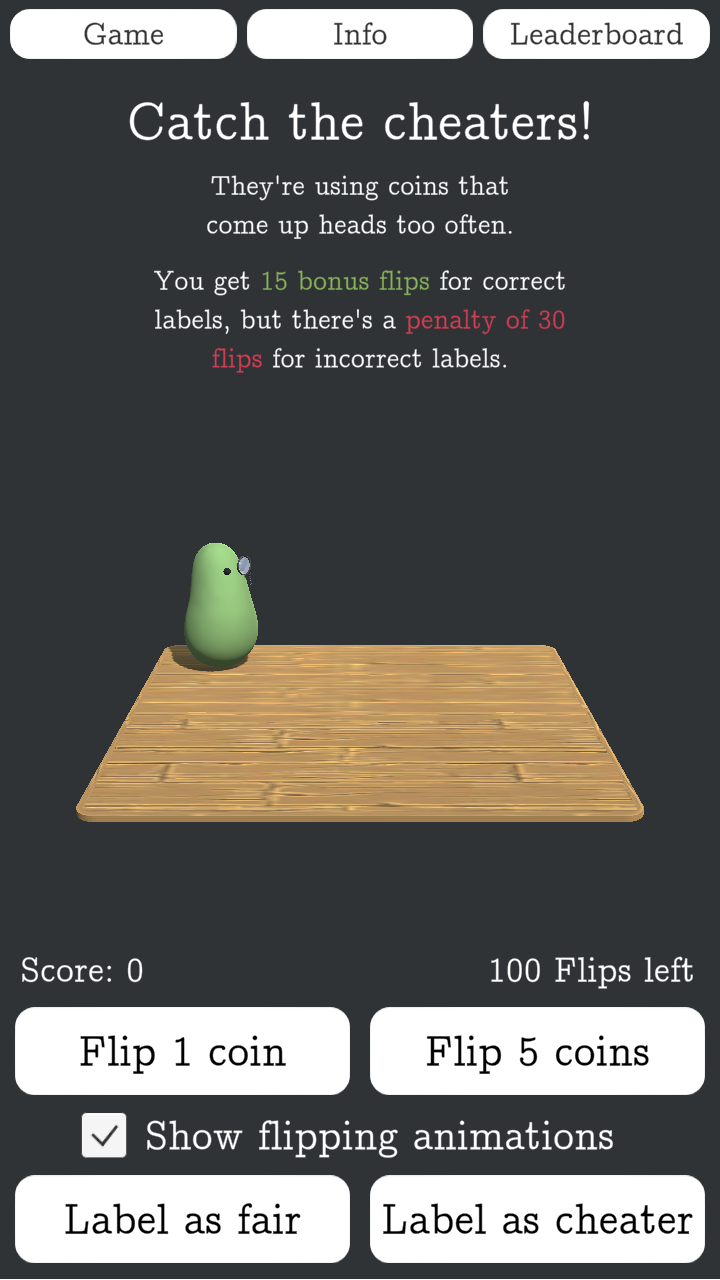 Game
Info
Leaderboard
Catch the cheaters!
They're using coins that
come up heads too often.
You get 15 bonus flips for correct
labels, but there's a penalty of 30
flips for incorrect labels.
Score: 0
100 Flips left
Flip 1 coin
Flip 5 coins
Show flipping animations
Label as fair
Label as cheater